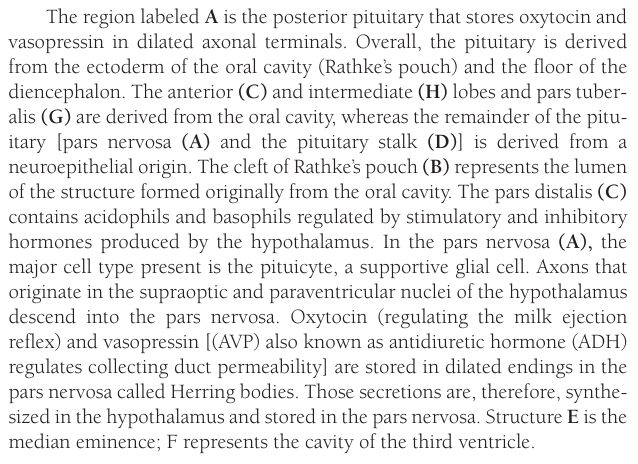 The region labeled A is the posterior pituitary that stores oxytocin and
vasopressin in dilated axonal terminals. Overall, the pituitary is derived
from the ectoderm of the oral cavity (Rathke's pouch) and the floor of the
diencephalon. The anterior (C) and intermediate (H) lobes and pars tuber-
alis (G) are derived from the oral cavity, whereas the remainder of the pitu-
itary [pars nervosa (A) and the pituitary stalk (D)] is derived from a
neuroepithelial origin. The cleft of Rathke's pouch (B) represents the lumen
of the structure formed originally from the oral cavity. The pars distalis (C)
contains acidophils and basophils regulated by stimulatory and inhibitory
hormones produced by the hypothalamus. In the pars nervosa (A), the
major cell type present is the pituicyte, a supportive glial cell. Axons that
originate in the supraoptic and paraventricular nuclei of the hypothalamus
descend into the pars nervosa. Oxytocin (regulating the milk ejection
reflex) and vasopressin [(AVP) also known as antidiuretic hormone (ADH)
regulates collecting duct permeability] are stored in dilated endings in the
pars nervosa called Herring bodies. Those secretions are, therefore, synthe-
sized in the hypothalamus and stored in the pars nervosa. Structure E is the
median eminence; F represents the cavity of the third ventricle.